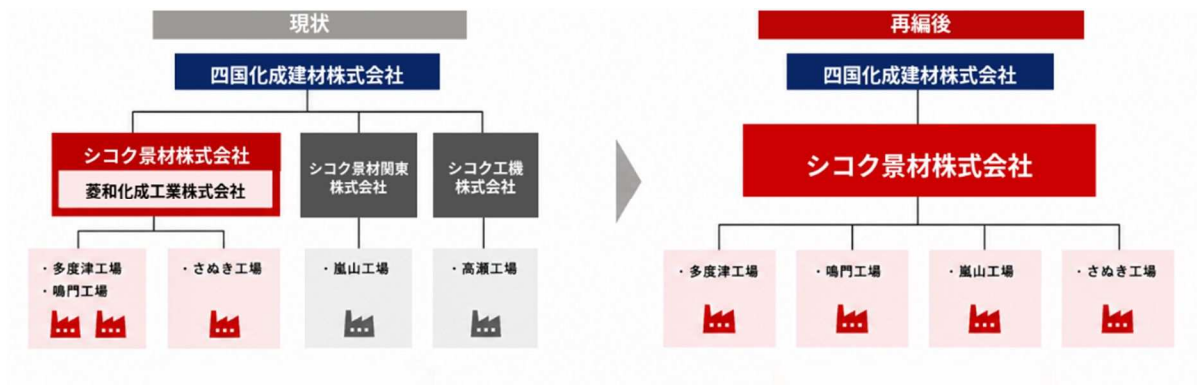 現状
四国化成建材株式会社
シコク景材株式会社
菱和化成工業株式会社
シコク景材関東
株式会社
シコク工機
株式会社
・多度津工場
・鳴門工場
・さぬき工場
・嵐山工場
・高瀬工場
再編後
四国化成建材株式会社
シコク景材株式会社
・多度津工場
・鳴門工場
・嵐山工場
・さぬき工場